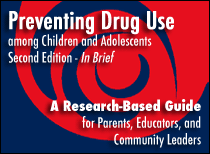 Preventing Drug Use
among Children and Adolescents
Second Edition - In Brief
A Research-Based Guide
for Parents, Educators, and
Community Leaders